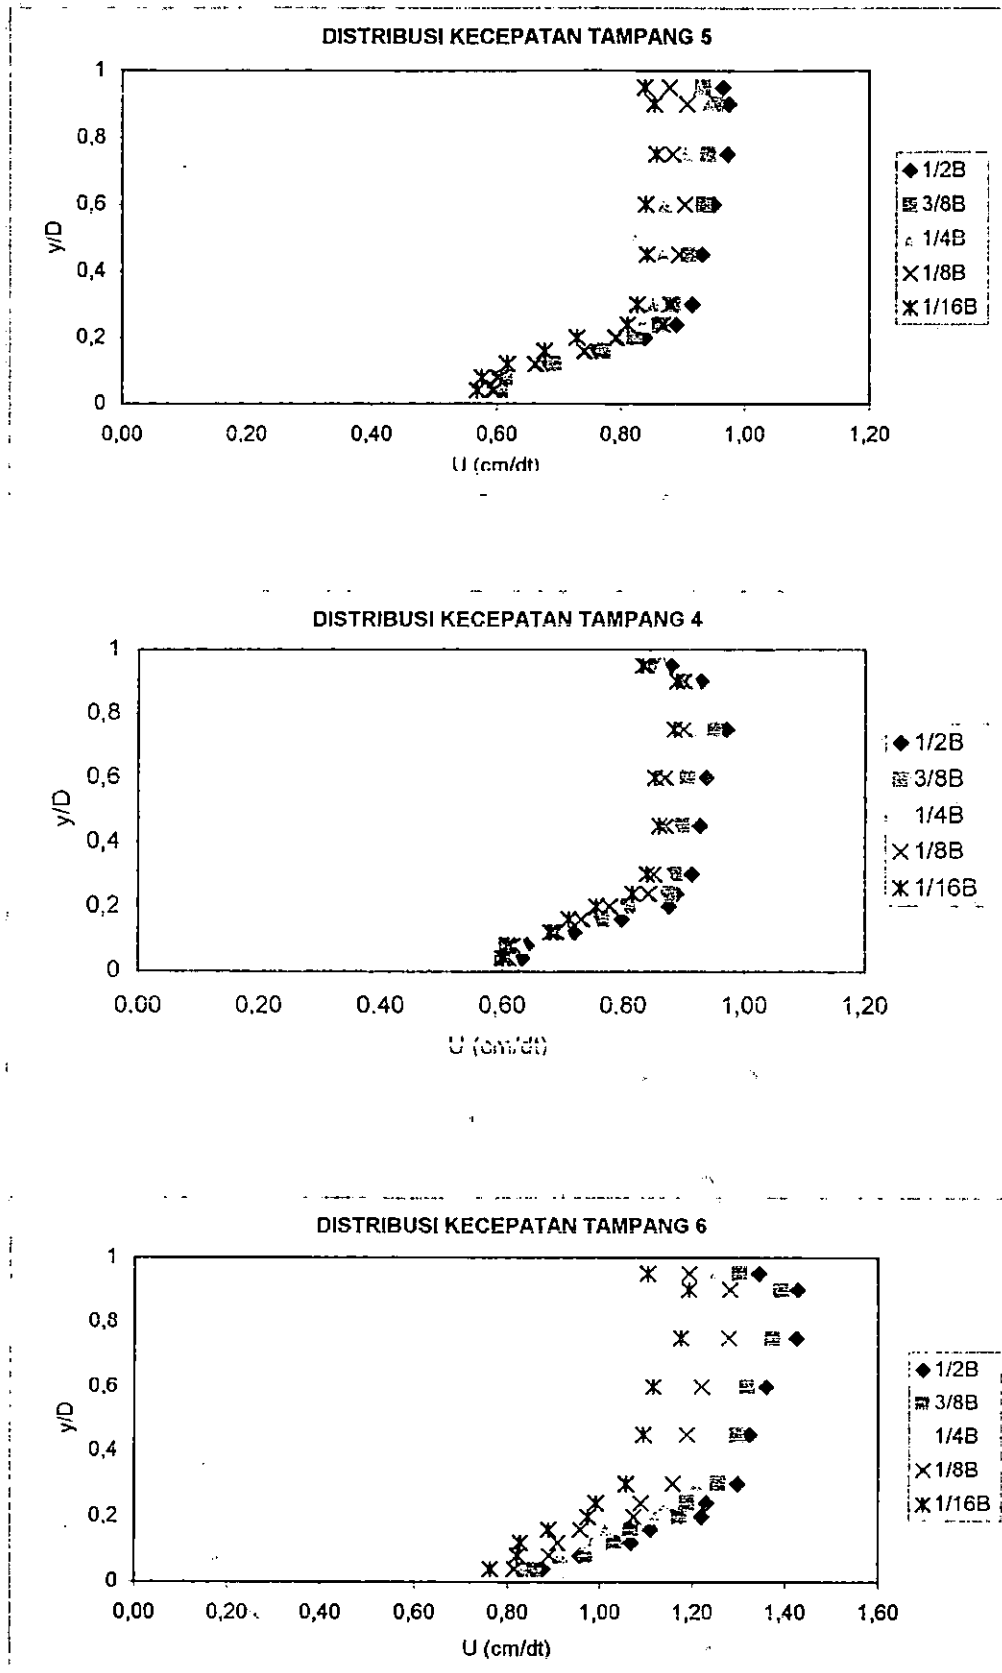 DISTRIBUSI KECEPATAN TAMPANG 5
1
0,8
0,6
0,4
0,2
0
y/D
0,00 0,20 0,40 0,60 0,80 1,00 1,20
U (cm/dt)
1/2B
3/8B
1/4B
1/8B
1/16B
DISTRIBUSI KECEPATAN TAMPANG 4
1
0,8
0,6
0,4
0,2
0
y/D
0,00 0,20 0,40 0,60 0,80 1,00 1,20
U (cm/dt)
1/2B
3/8B
1/4B
1/8B
1/16B
DISTRIBUSI KECEPATAN TAMPANG 6
1
0,8
0,6
0,4
0,2
0
y/D
0,00 0,20 0,40 0,60 0,80 1,00 1,20 1,40 1,60
U (cm/dt)
1/2B
3/8B
1/4B
1/8B
1/16B